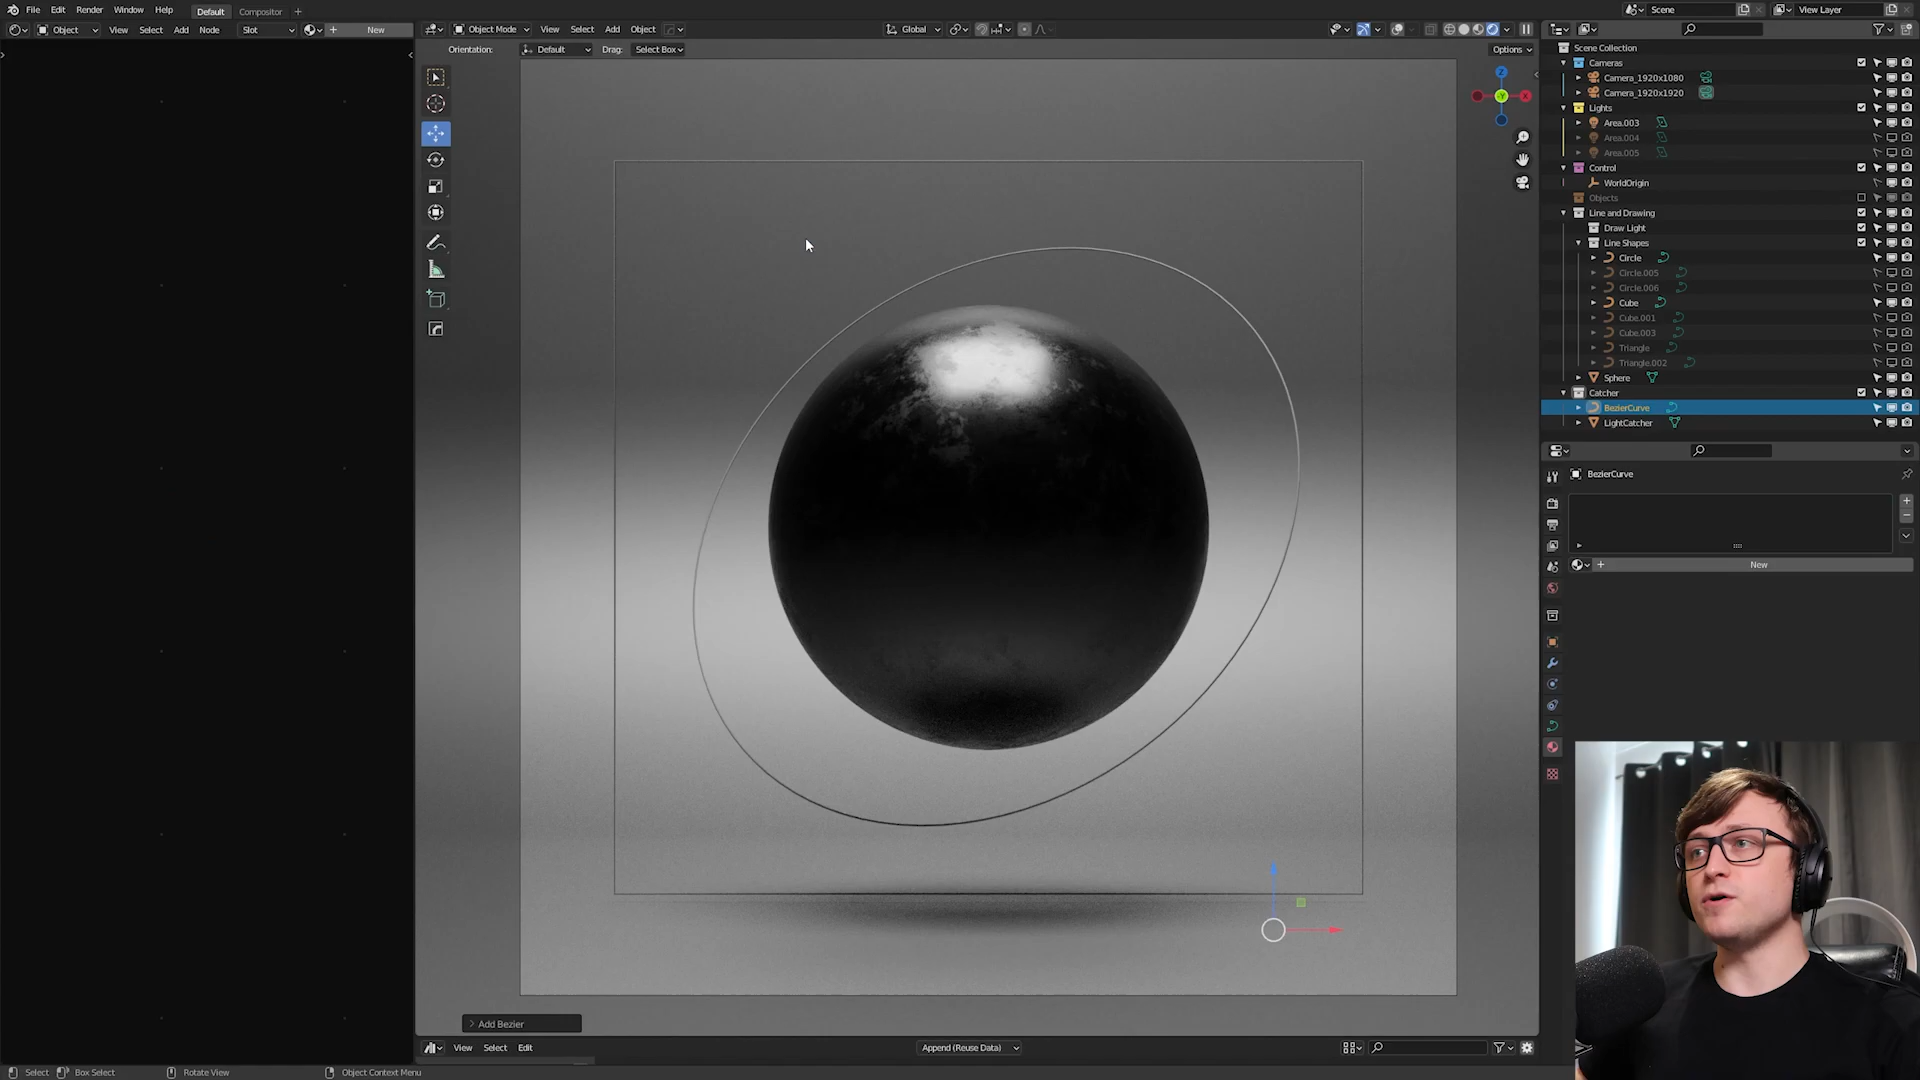 File Edit Render Window Help Default Compositor +
Scene View Layer
Object View Select Add Node Slot New
Object Mode View Select Add Object Global
Orientation: Default Drag: Select Box Options
Scene Collection
Cameras
Camera_1920x1080
Camera_1920x1920
Lights
Area.003
Area.004
Area.005
Control
WorldOrigin
Objects
Line and Drawing
Draw Light
Line Shapes
Circle
Circle.005
Circle.006
Cube
Cube.001
Cube.003
Triangle
Triangle.002
Sphere
Catcher
BezierCurve
LightCatcher
BezierCurve
New
Z
Y
X
Add Bezier
View Select Edit Append (Reuse Data)
Select Box Select Rotate View Object Context Menu